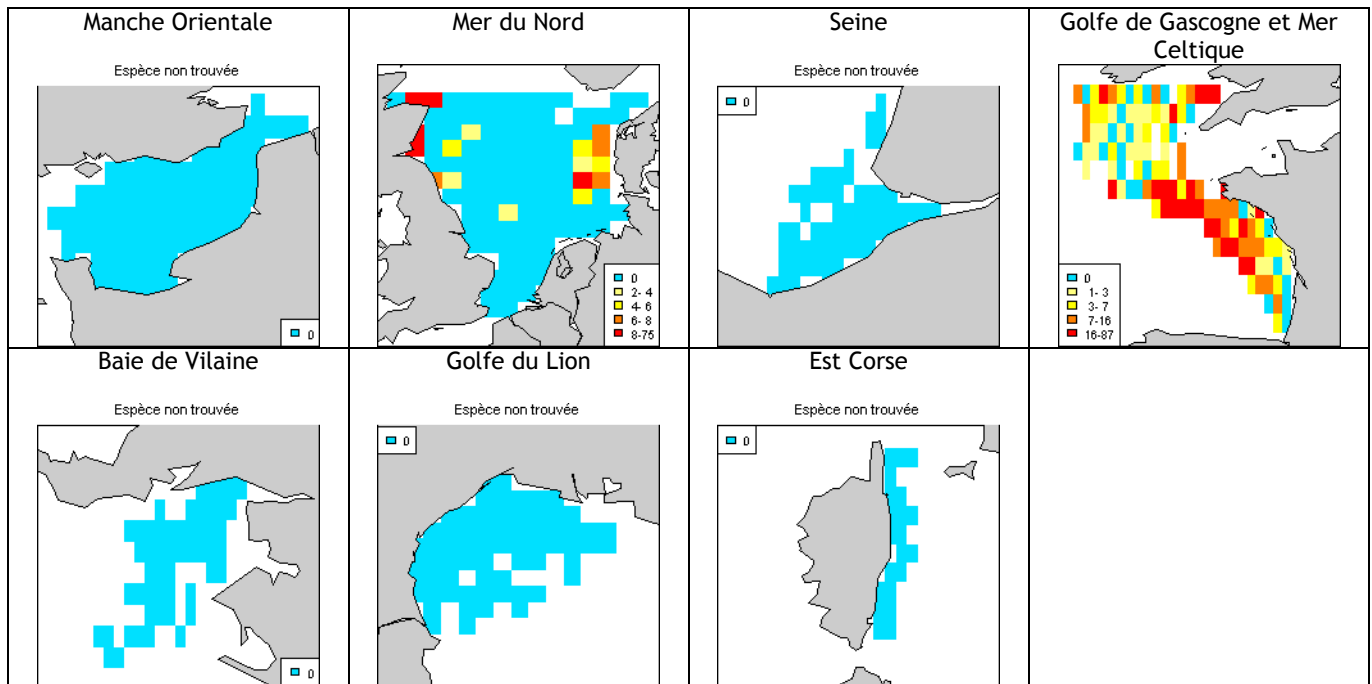 Manche Orientale
Espèce non trouvée
0
Mer du Nord
0
2- 4
4- 6
6- 8
8-75
Seine
Espèce non trouvée
0
Golfe de Gascogne et Mer
Celtique
0
1- 3
3- 7
7-16
16-87
Baie de Vilaine
Espèce non trouvée
0
Golfe du Lion
Espèce non trouvée
0
Est Corse
Espèce non trouvée
0